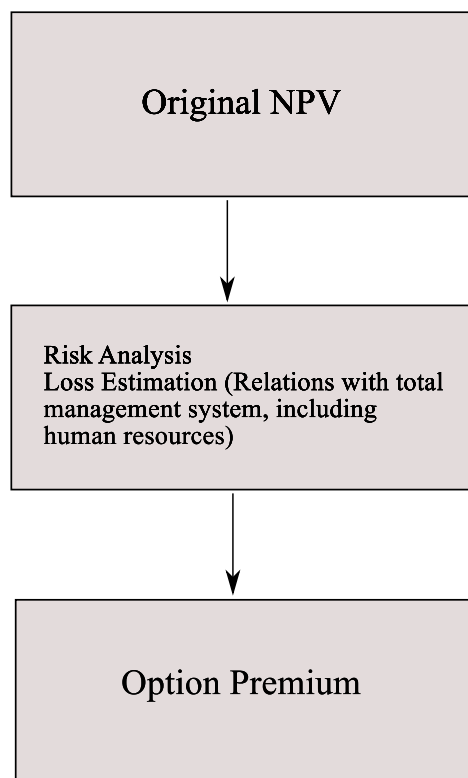 Original NPV
Risk Analysis
Loss Estimation (Relations with total
management system, including
human resources)
Option Premium